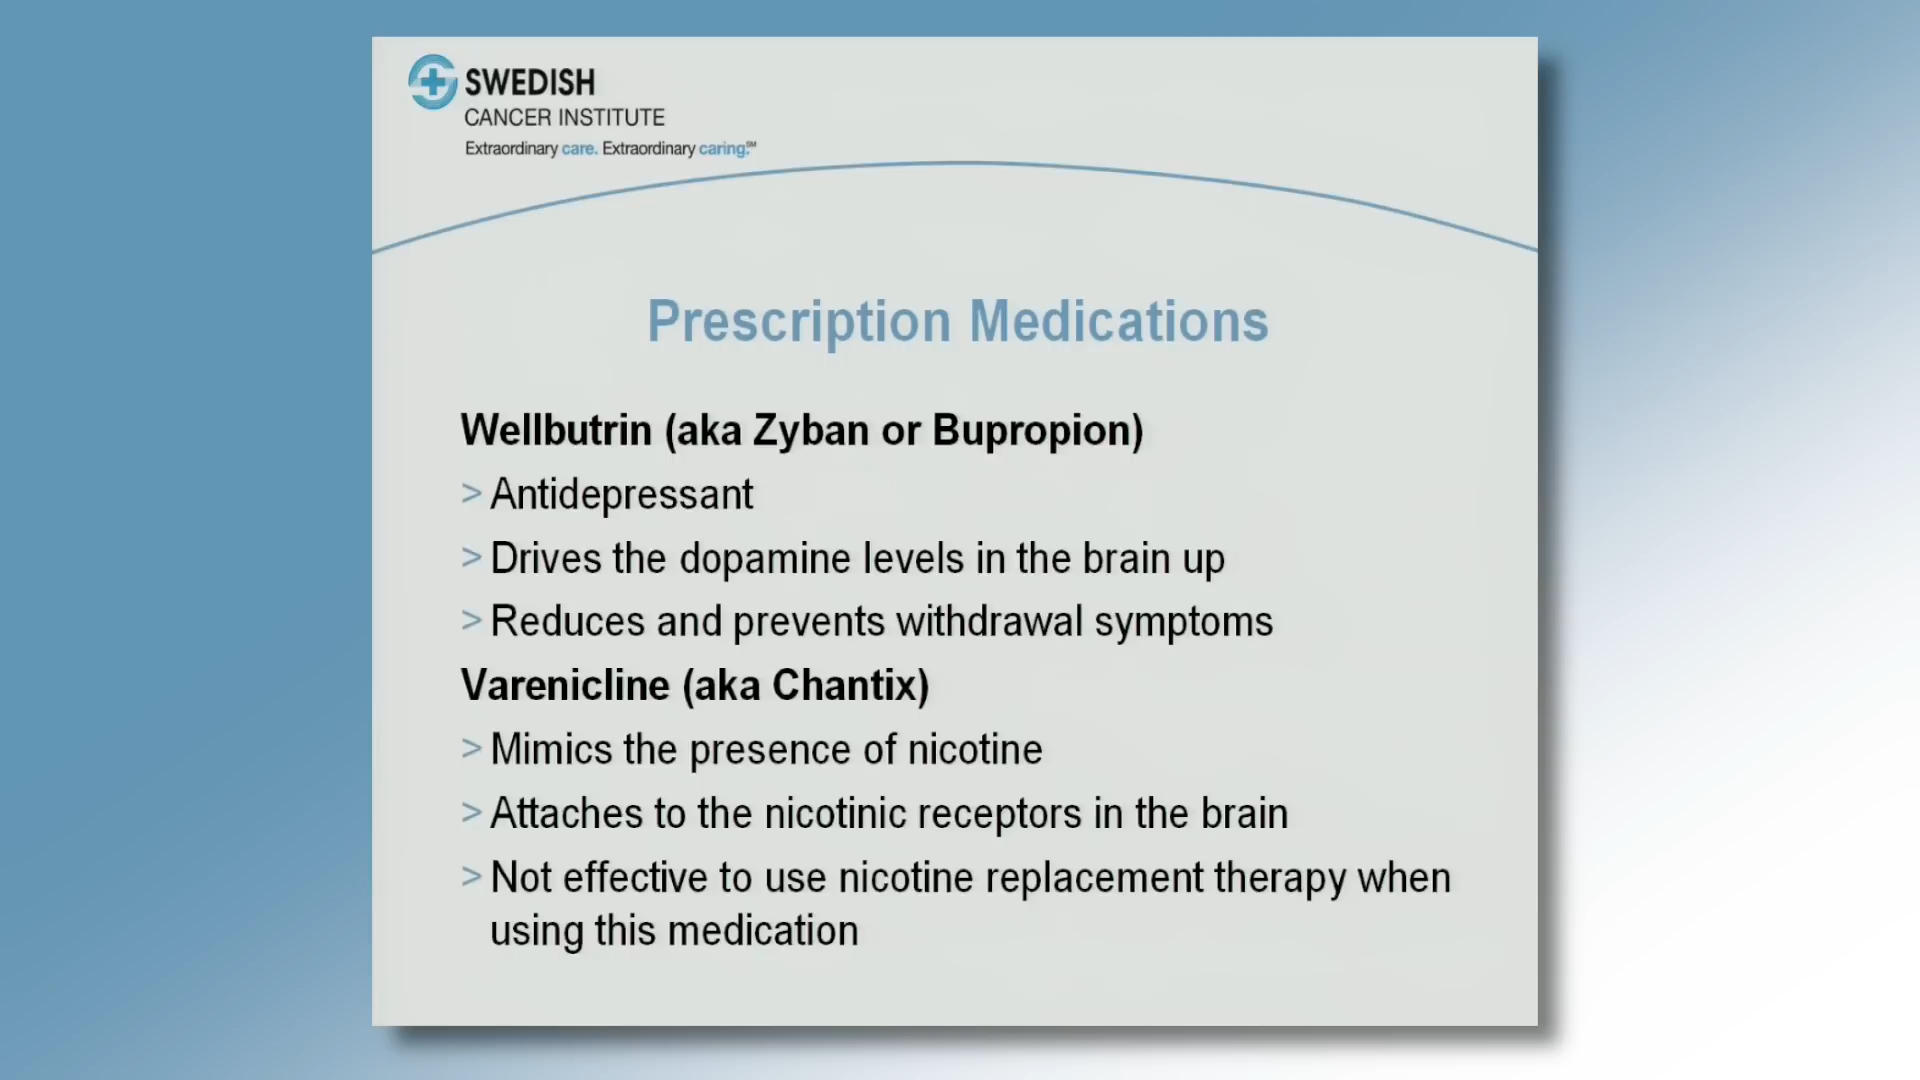 SWEDISH
CANCER INSTITUTE
Extraordinary care. Extraordinary caring.℠
Prescription Medications
Wellbutrin (aka Zyban or Bupropion)
> Antidepressant
> Drives the dopamine levels in the brain up
> Reduces and prevents withdrawal symptoms
Varenicline (aka Chantix)
> Mimics the presence of nicotine
> Attaches to the nicotinic receptors in the brain
> Not effective to use nicotine replacement therapy when
using this medication